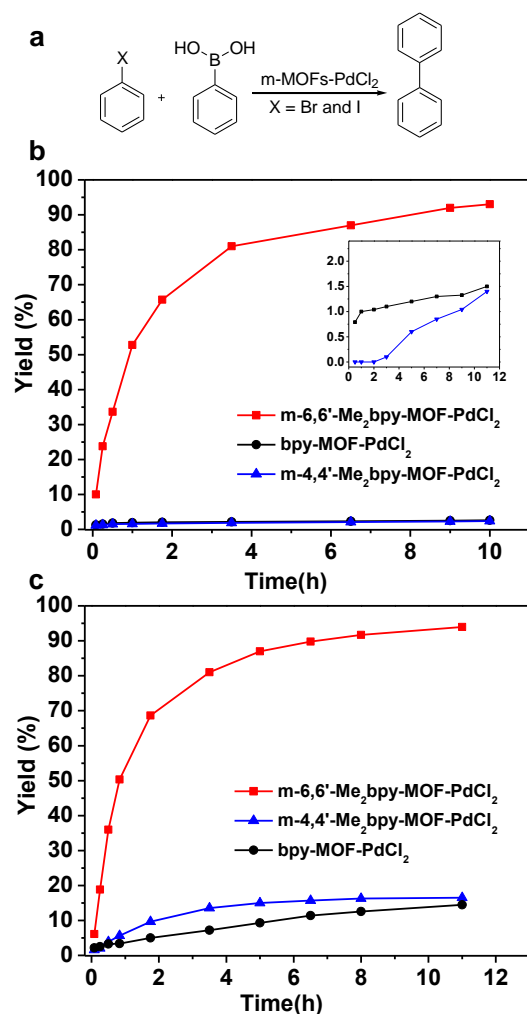 a
X
+
HO OH
B
m-MOFs-PdCl2
X = Br and I
b
100
90
80
70
60
50
40
30
20
10
0
Yield (%)
2.0
1.5
1.0
0.5
0.0
0 2 4 6 8 10 12
m-6,6'-Me2bpy-MOF-PdCl2
bpy-MOF-PdCl2
m-4,4'-Me2bpy-MOF-PdCl2
0 2 4 6 8 10
Time(h)
c
100
90
80
70
60
50
40
30
20
10
0
Yield (%)
m-6,6'-Me2bpy-MOF-PdCl2
m-4,4'-Me2bpy-MOF-PdCl2
bpy-MOF-PdCl2
0 2 4 6 8 10 12
Time(h)